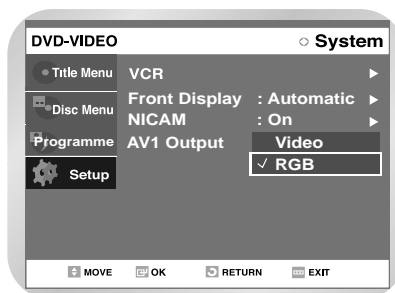 DVD-VIDEO System
Title Menu VCR
Disc Menu Front Display : Automatic
NICAM : On
Programme AV1 Output Video
Setup RGB
MOVE OK RETURN EXIT